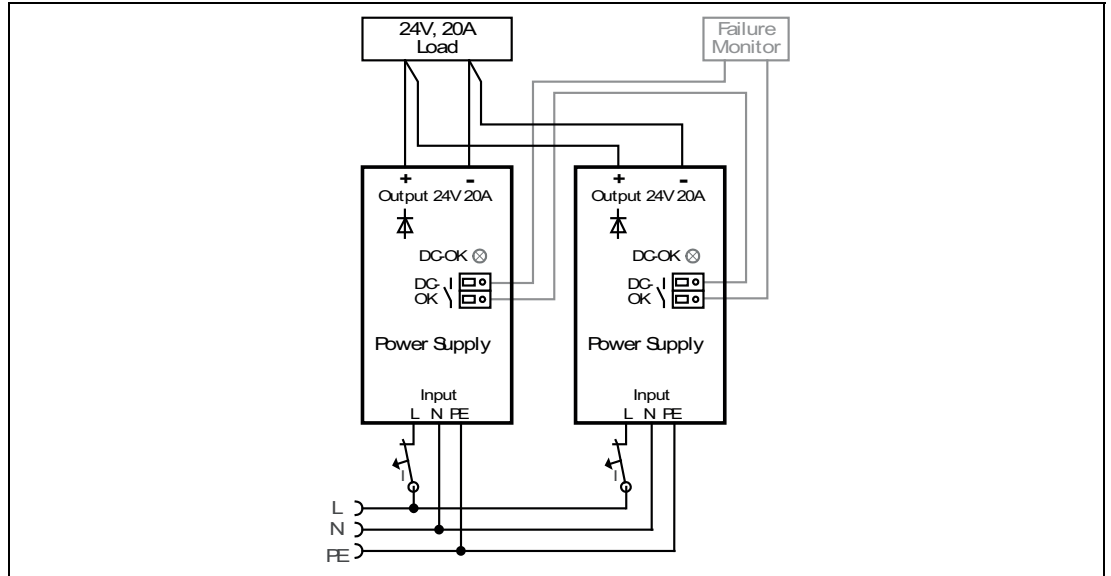 24V, 20A
Load
Failure
Monitor
+ -
Output 24V 20A
DC-OK
DC-
OK
Power Supply
Input
L N PE
+ -
Output 24V 20A
DC-OK
DC-
OK
Power Supply
Input
L N PE
I
I
L
N
PE